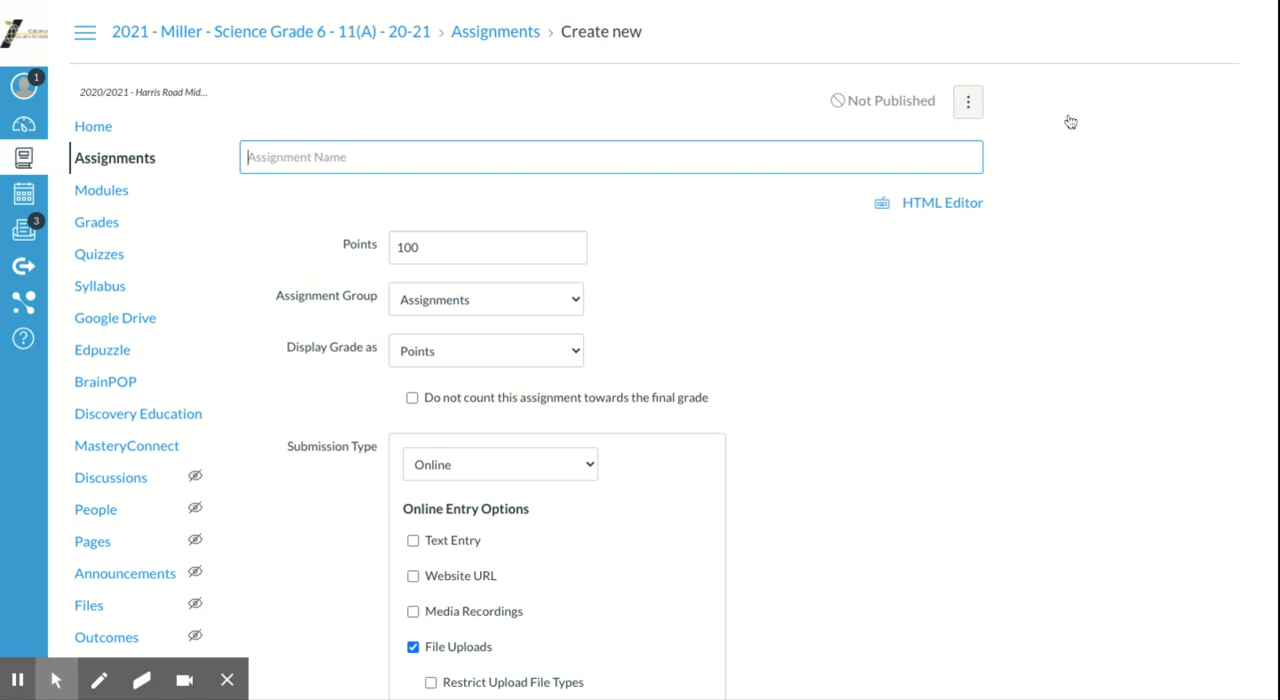 2021 - Miller - Science Grade 6 - 11(A) - 20-21 › Assignments › Create new
1
2020/2021 - Harris Road Mid...
Not Published
Home
Assignments
Assignment Name
Modules
HTML Editor
Grades
3
Points
100
Quizzes
Syllabus
Assignment Group
Assignments
Google Drive
Edpuzzle
Display Grade as
Points
BrainPOP
Do not count this assignment towards the final grade
Discovery Education
MasteryConnect
Submission Type
Online
Discussions
People
Online Entry Options
Pages
Text Entry
Announcements
Website URL
Files
Media Recordings
Outcomes
File Uploads
Restrict Upload File Types